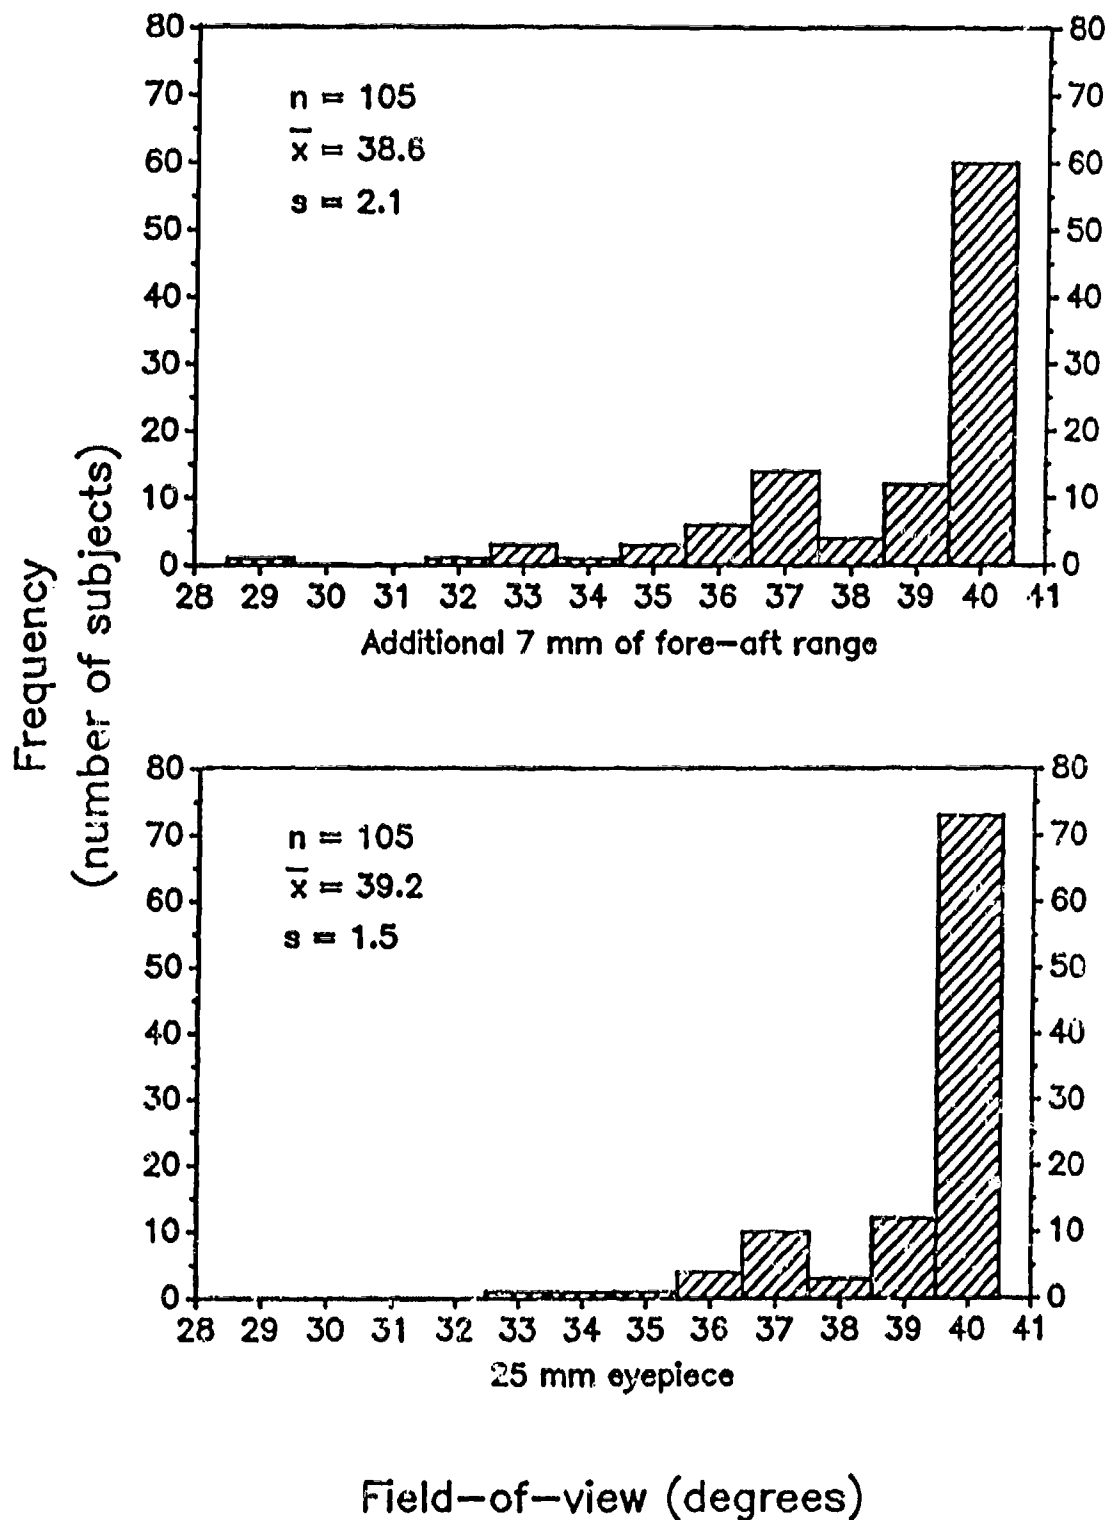 Frequency
(number of subjects)
80
70
60
50
40
30
20
10
0
n = 105
x̄ = 38.6
s = 2.1
80
70
60
50
40
30
20
10
0
28 29 30 31 32 33 34 35 36 37 38 39 40 41
Additional 7 mm of fore-aft range
80
70
60
50
40
30
20
10
0
n = 105
x̄ = 39.2
s = 1.5
80
70
60
50
40
30
20
10
0
28 29 30 31 32 33 34 35 36 37 38 39 40 41
25 mm eyepiece
Field-of-view (degrees)